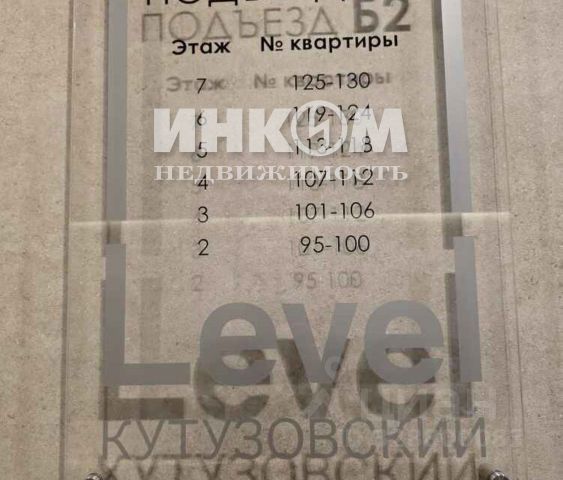 ПОДЪЕЗД Б2
Этаж № квартиры
7 125-130
6 119-124
ИНКОМ
5 113-118
НЕДВИЖИМОСТЬ
4 107-112
3 101-106
2 95-100
Level
КУТУЗОВСКИЙ
циан